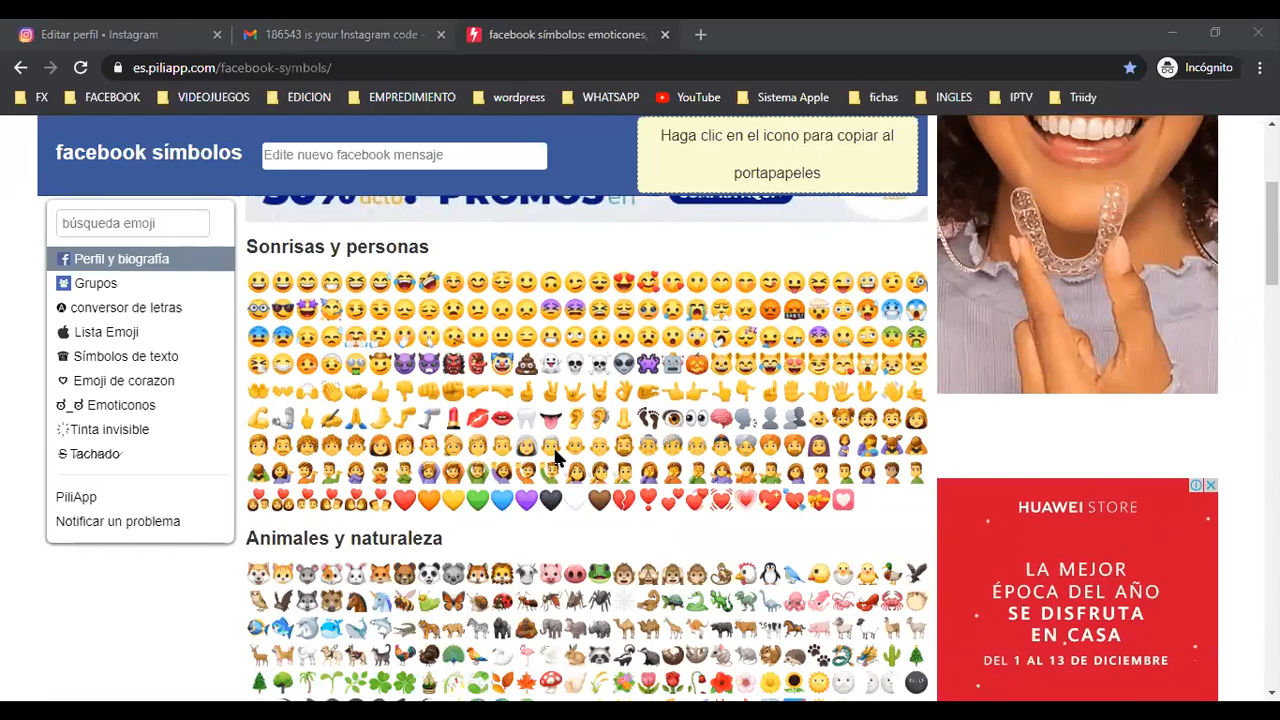 Editar perfil • Instagram
186543 is your Instagram code -
facebook símbolos: emoticones,
es.piliapp.com/facebook-symbols/
Incógnito
FX
FACEBOOK
VIDEOJUEGOS
EDICION
EMPREDIMIENTO
wordpress
WHATSAPP
YouTube
Sistema Apple
fichas
INGLES
IPTV
Triidy
facebook símbolos
Edite nuevo facebook mensaje
Haga clic en el icono para copiar al
portapapeles
PROMOS en
búsqueda emoji
Perfil y biografía
Grupos
conversor de letras
Lista Emoji
Símbolos de texto
Emoji de corazon
ಠ_ಠ Emoticonos
Tinta invisible
S Tachado
PiliApp
Notificar un problema
Sonrisas y personas
Animales y naturaleza
HUAWEI STORE
LA MEJOR
ÉPOCA DEL AÑO
SE DISFRUTA
EN CASA
DEL 1 AL 13 DE DICIEMBRE